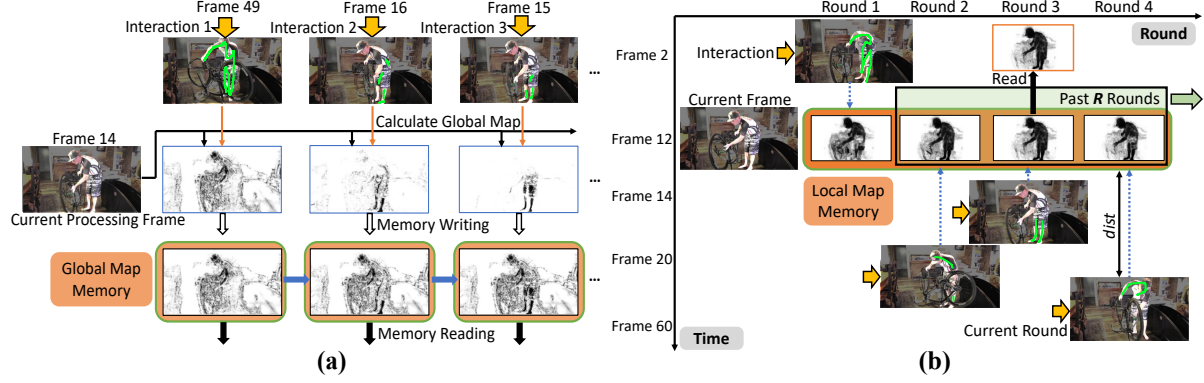 Frame 49
Interaction 1
Frame 16
Interaction 2
Frame 15
Interaction 3
...
Calculate Global Map
Frame 14
Current Processing Frame
...
Memory Writing
Global Map
Memory
...
Memory Reading
(a)
Round 1
Round 2
Round 3
Round 4
Round
Frame 2
Interaction
Read
Past R Rounds
Current Frame
Frame 12
Frame 14
Local Map
Memory
dist
Frame 20
Current Round
Frame 60
Time
(b)